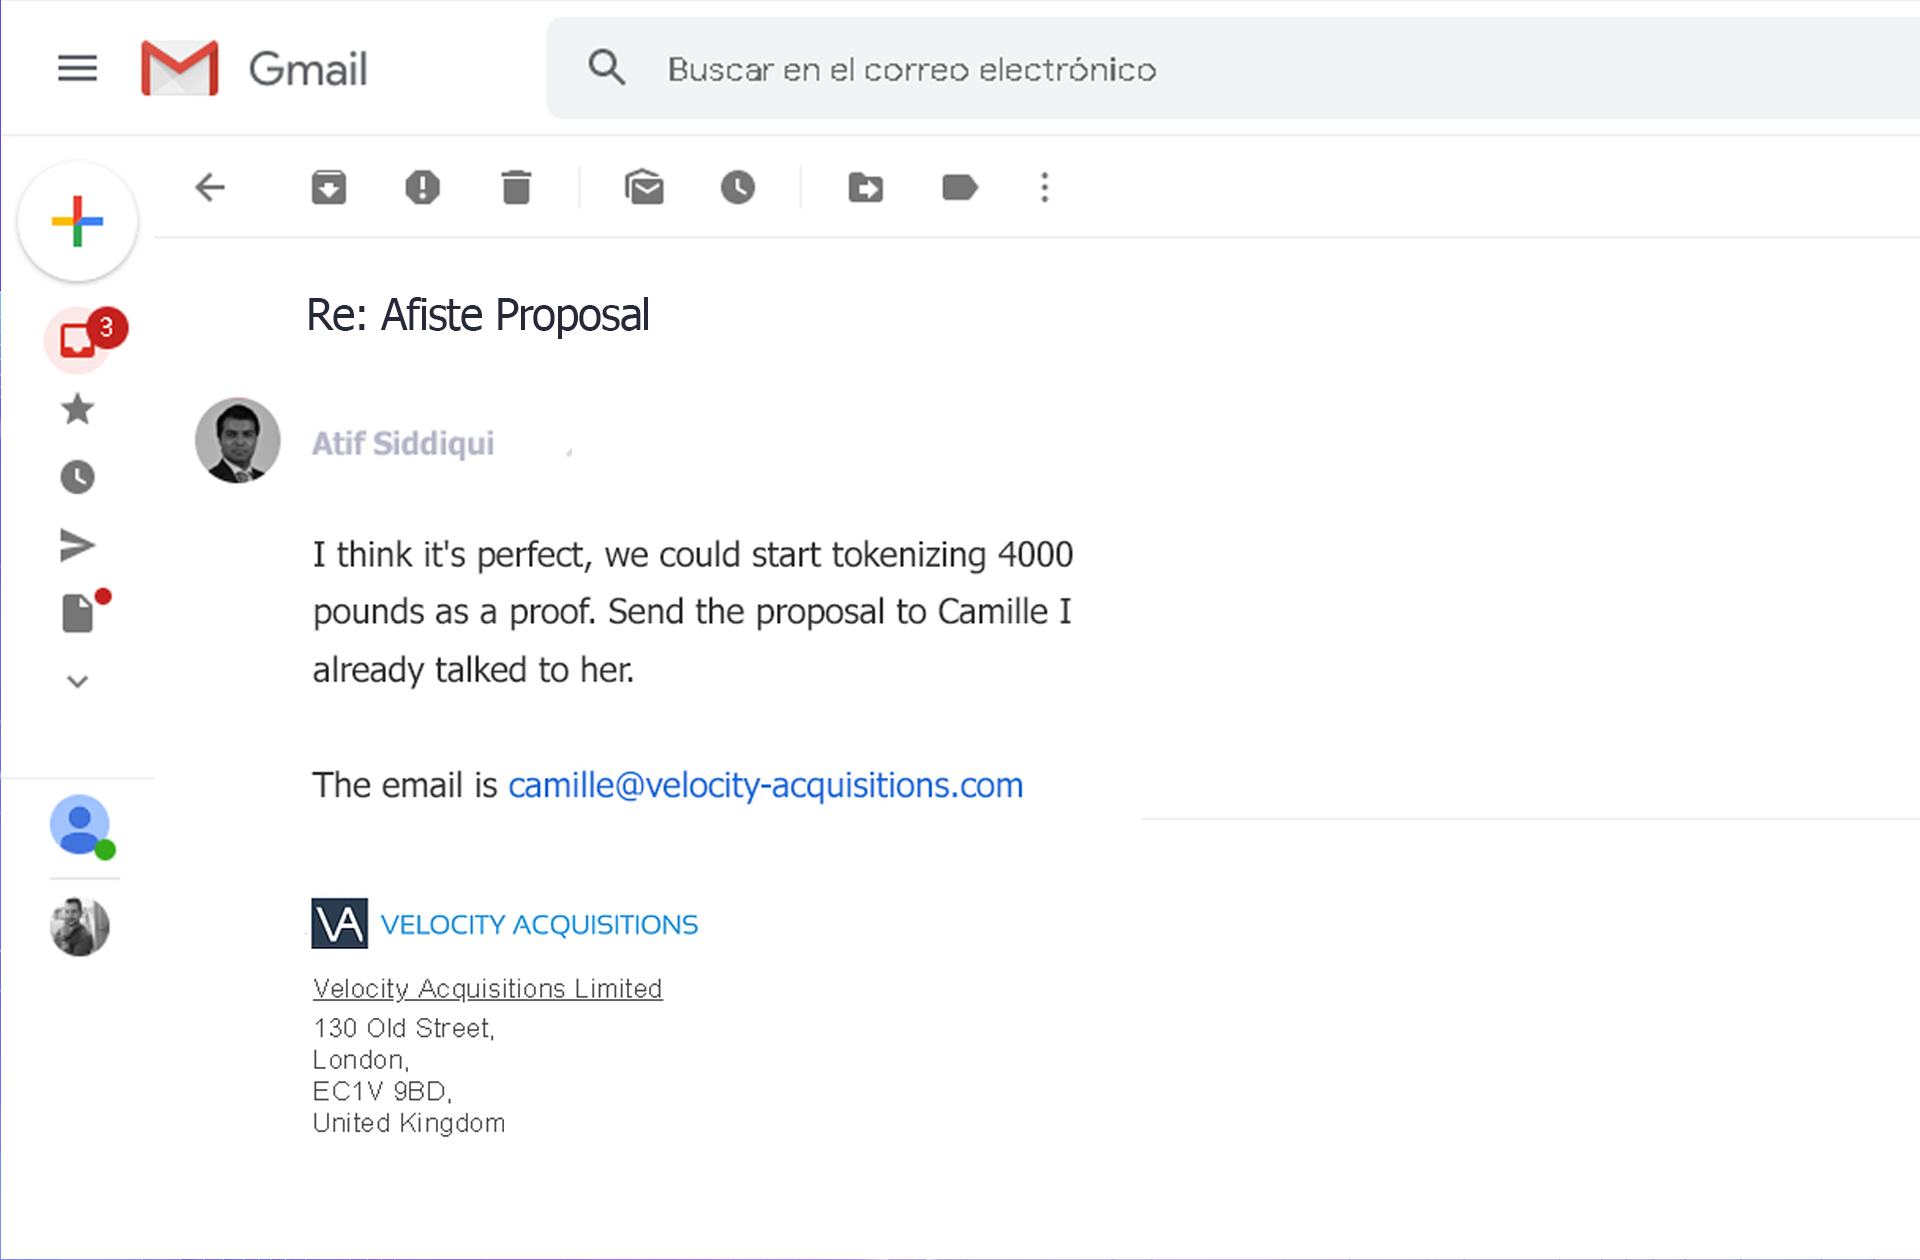 Gmail
Buscar en el correo electrónico
Re: Afiste Proposal
3
Atif Siddiqui
I think it's perfect, we could start tokenizing 4000
pounds as a proof. Send the proposal to Camille I
already talked to her.
The email is camille@velocity-acquisitions.com
VA VELOCITY ACQUISITIONS
Velocity Acquisitions Limited
130 Old Street,
London,
EC1V 9BD,
United Kingdom